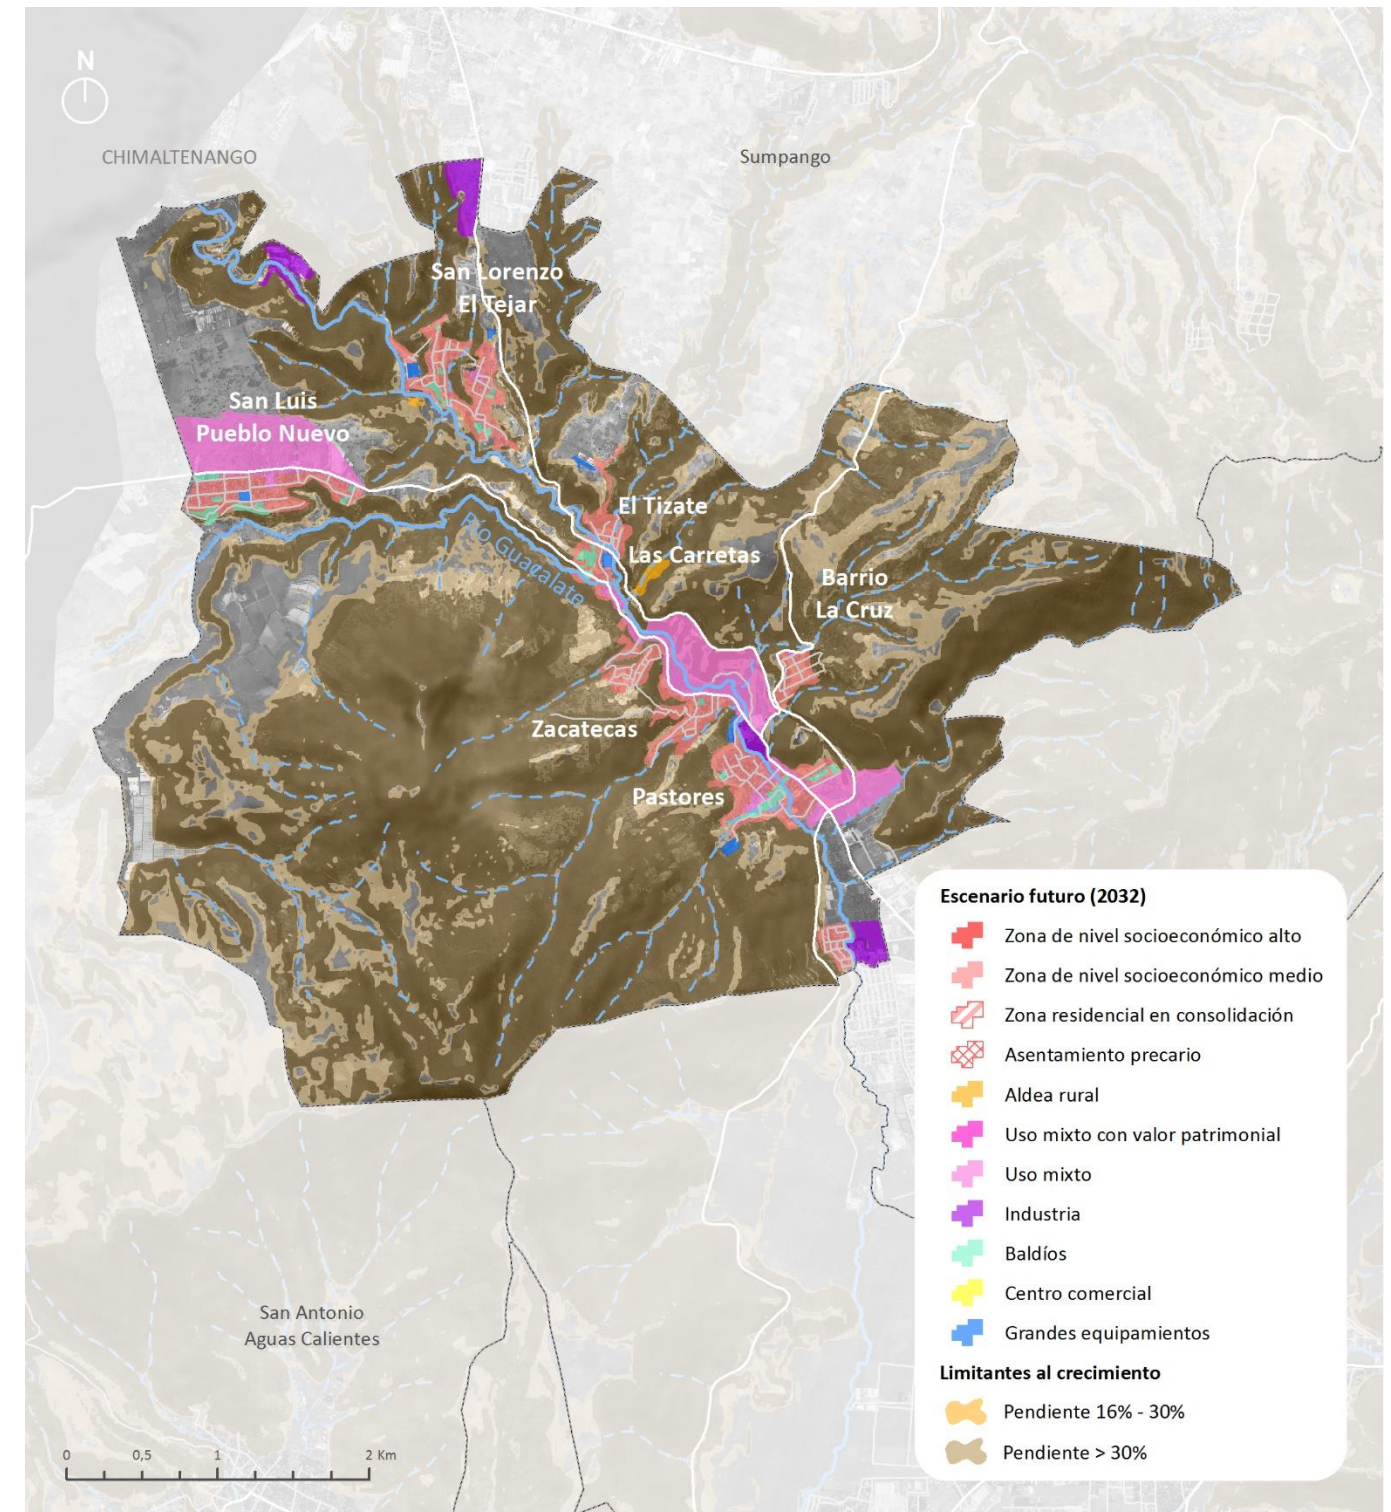 N
CHIMALTENANGO
Sumpango
San Lorenzo
El Tejar
San Luis
Pueblo Nuevo
El Tizate
Río Guacalate
Las Carretas
Barrio
La Cruz
Zacatecas
Pastores
San Antonio
Aguas Calientes
0 0,5 1 2 Km
Escenario futuro (2032)
Zona de nivel socioeconómico alto
Zona de nivel socioeconómico medio
Zona residencial en consolidación
Asentamiento precario
Aldea rural
Uso mixto con valor patrimonial
Uso mixto
Industria
Baldíos
Centro comercial
Grandes equipamientos
Limitantes al crecimiento
Pendiente 16% - 30%
Pendiente > 30%